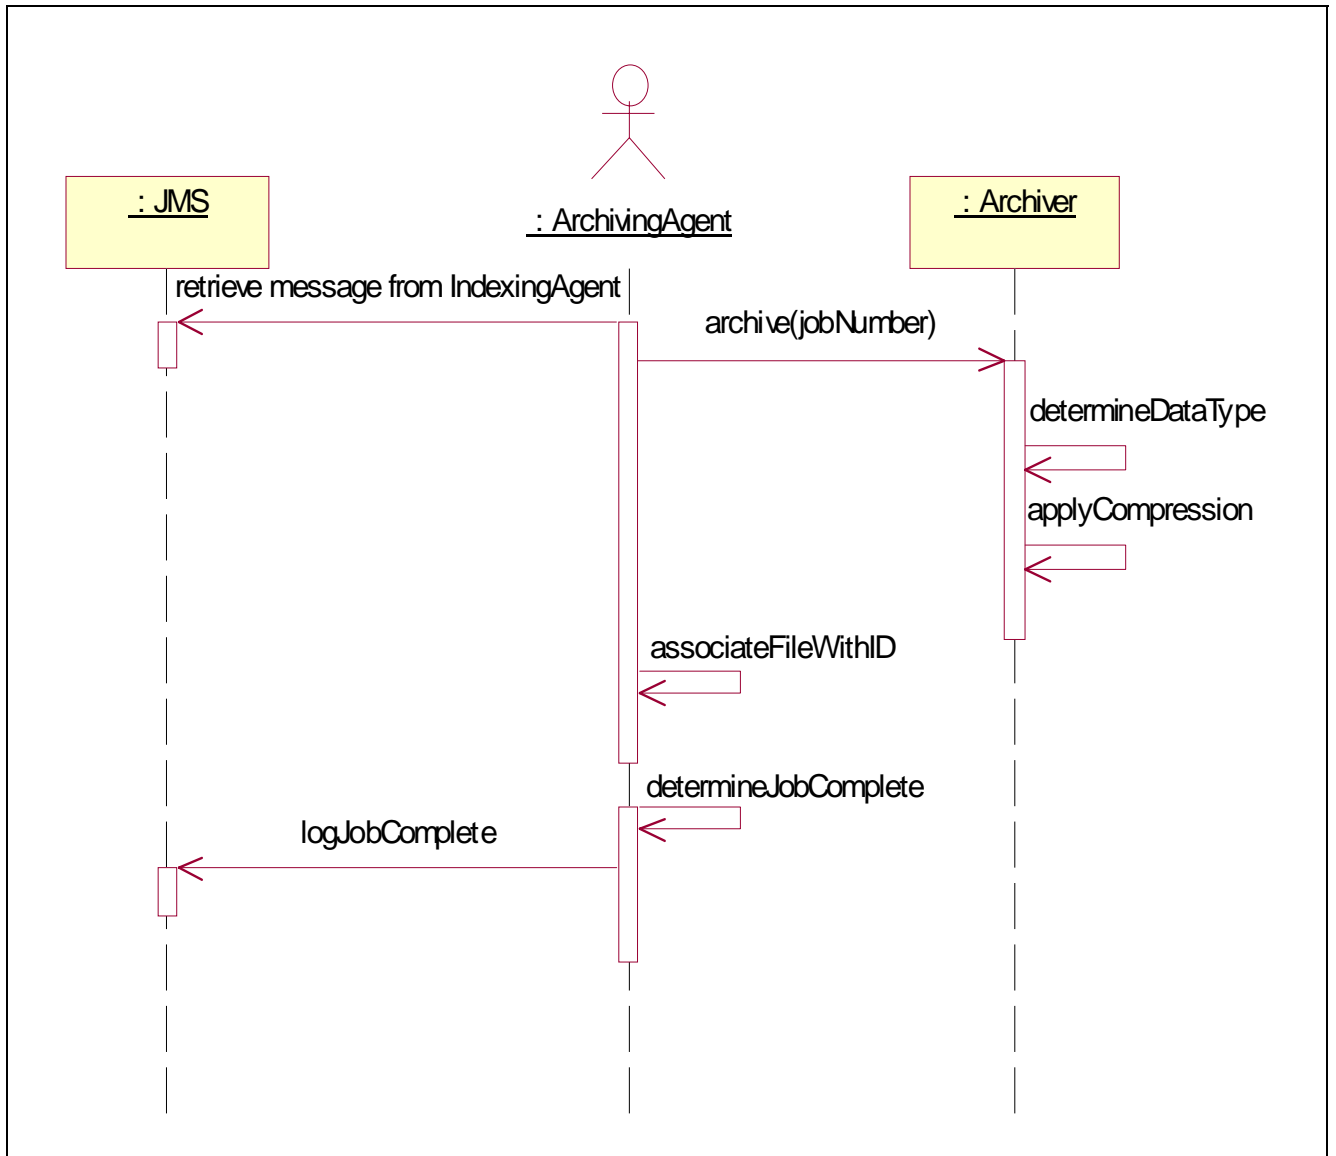 : JMS
: ArchivingAgent
: Archiver
retrieve message from IndexingAgent
archive(jobNumber)
determineDataType
applyCompression
associateFileWithID
determineJobComplete
logJobComplete